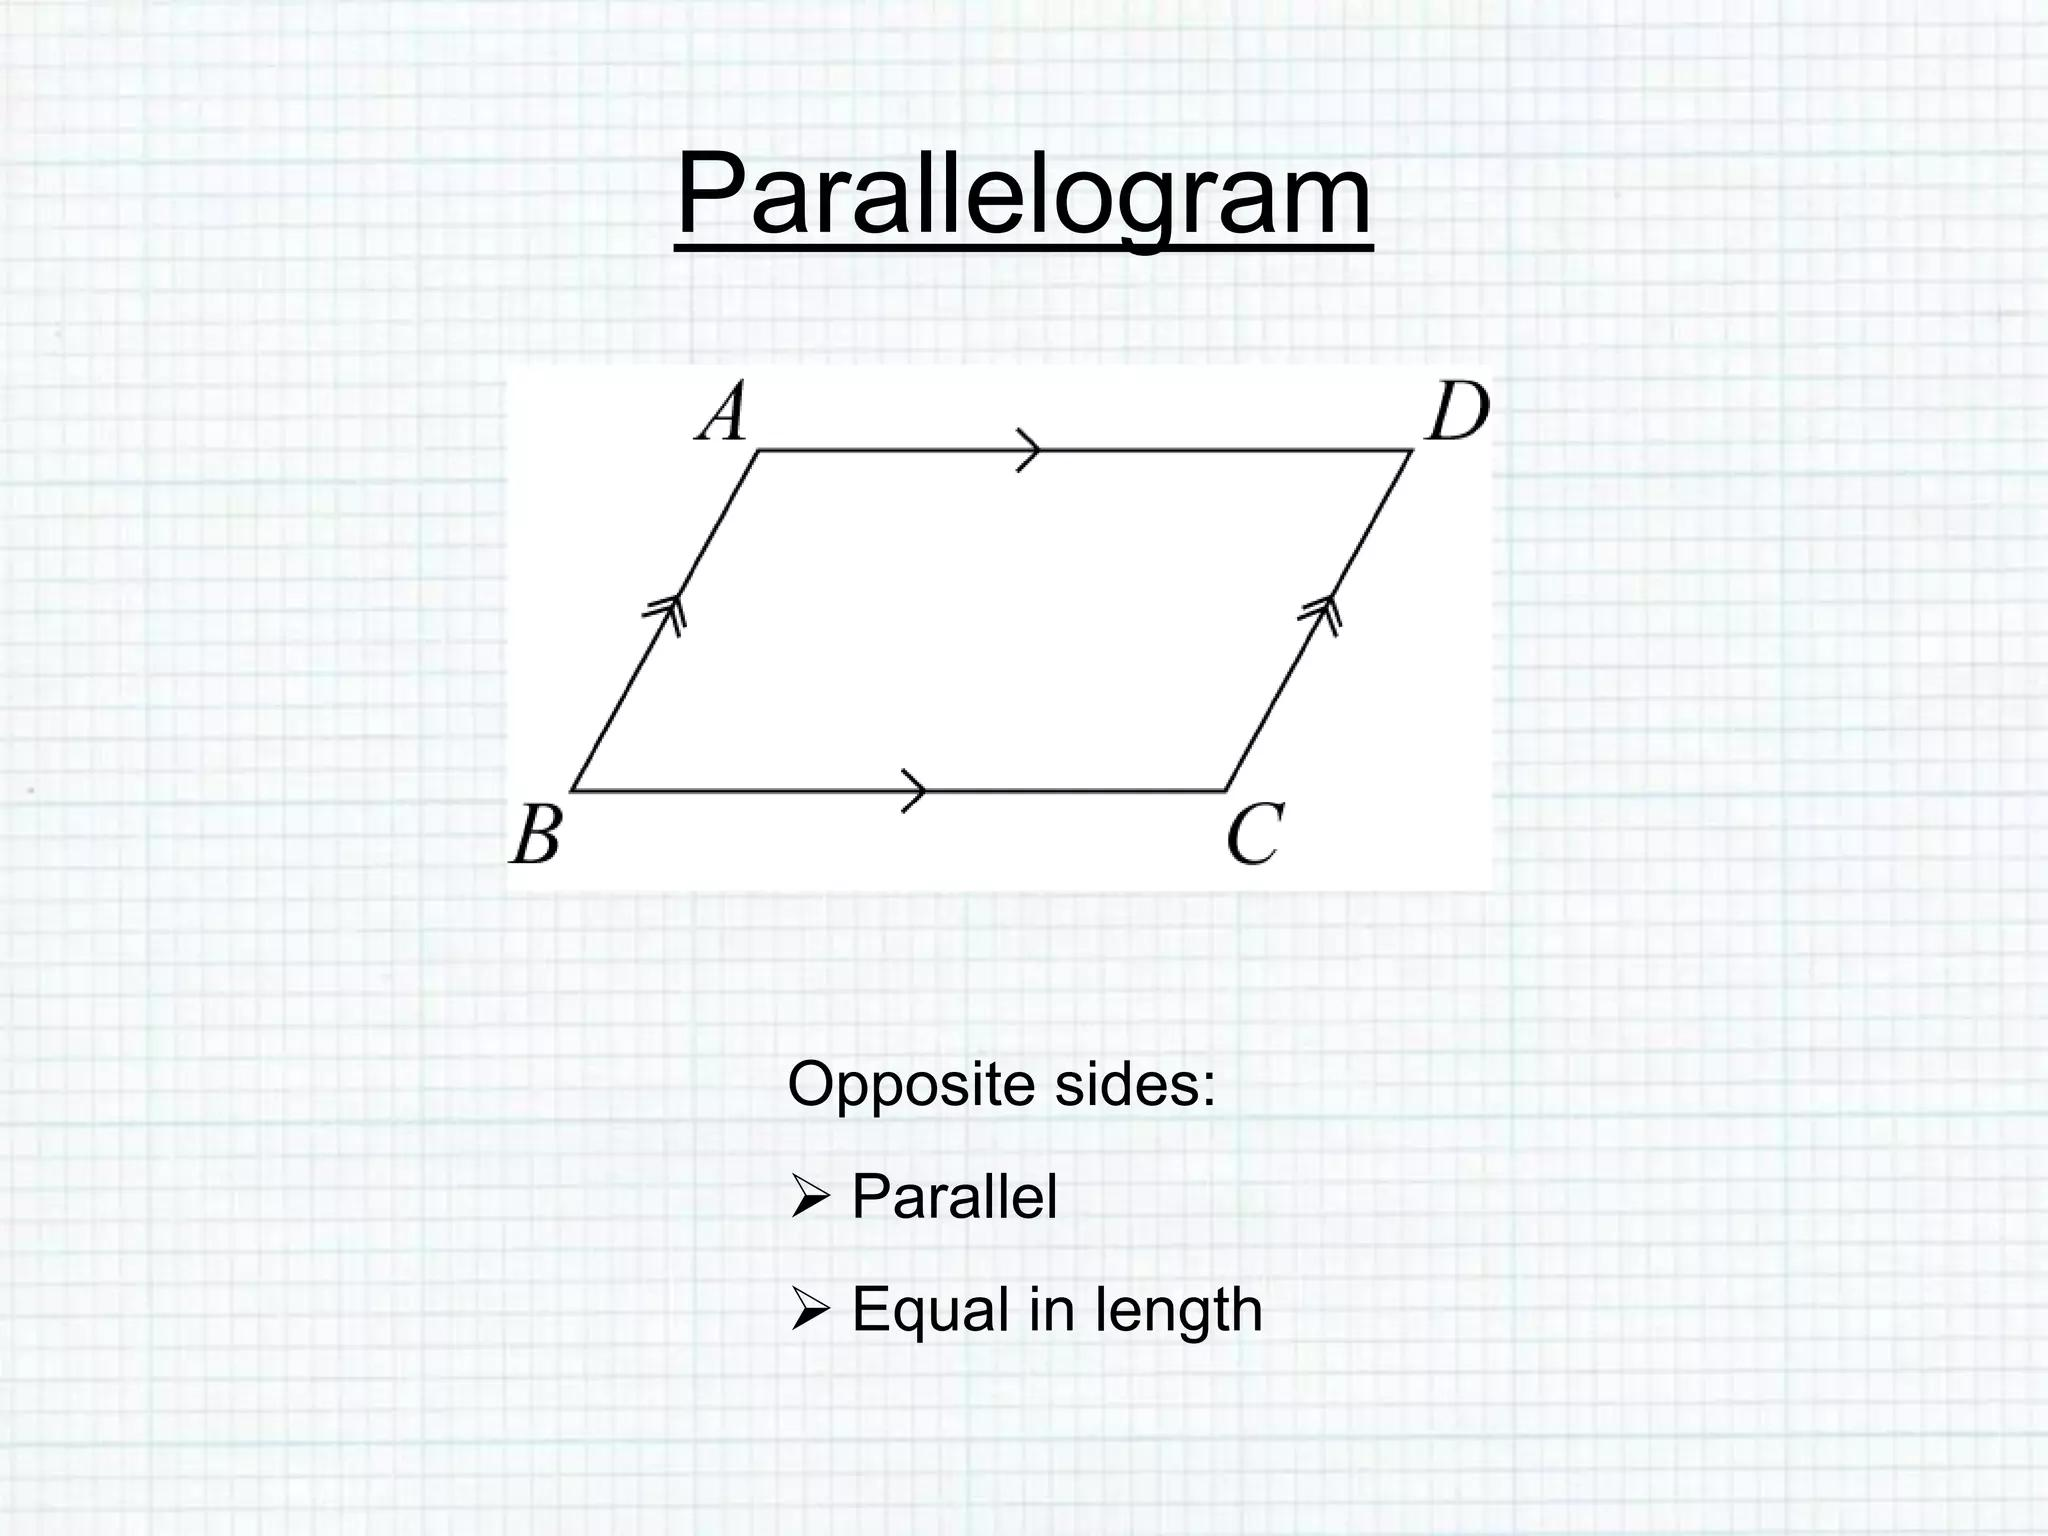 Parallelogram
A D
B C
Opposite sides:
➢ Parallel
➢ Equal in length